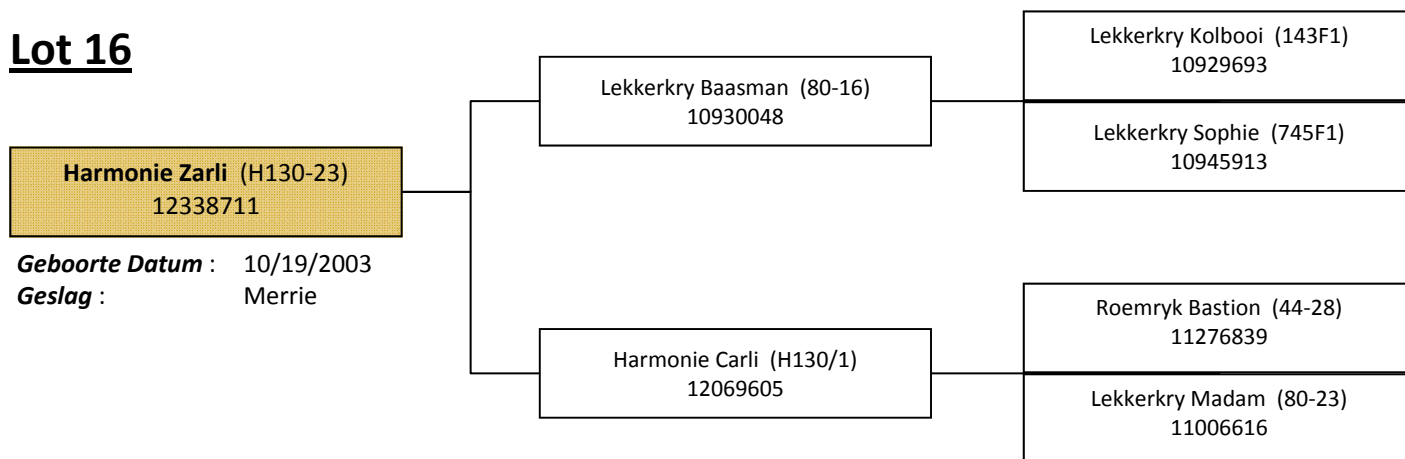 Lot 16
Harmonie Zarli (H130-23)
12338711
Geboorte Datum : 10/19/2003
Geslag : Merrie
Lekkerkry Baasman (80-16)
10930048
Harmonie Carli (H130/1)
12069605
Lekkerkry Kolbooi (143F1)
10929693
Lekkerkry Sophie (745F1)
10945913
Roemryk Bastion (44-28)
11276839
Lekkerkry Madam (80-23)
11006616